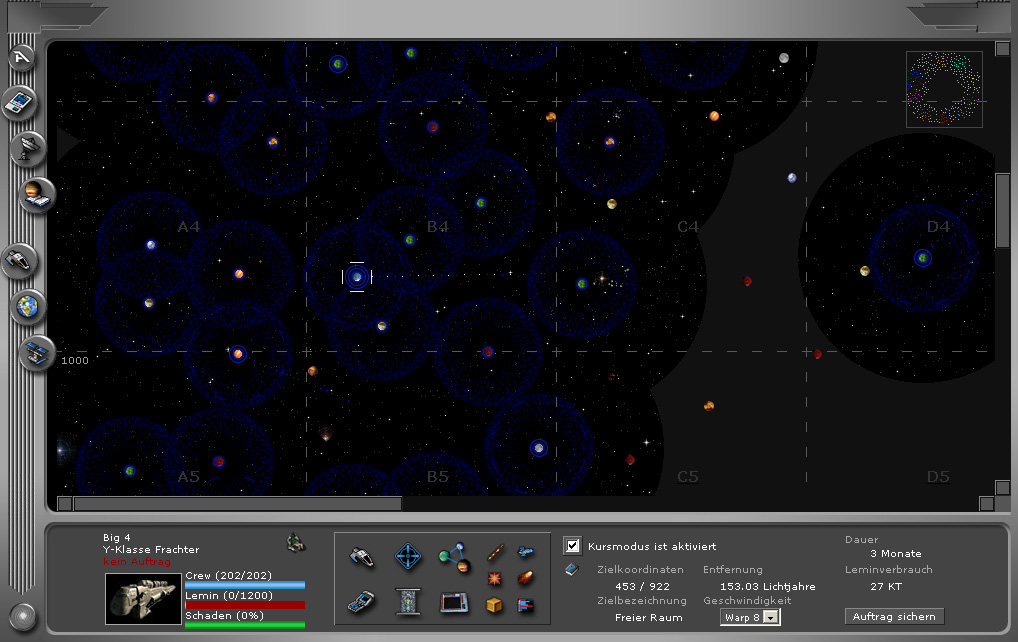 A4
B4
C4
D4
1000
A5
B5
C5
D5
Big 4
Y-Klasse Frachter
kein Auftrag
Crew (202/202)
Lemin (0/1200)
Schaden (0%)
Kursmodus ist aktiviert
Zielkoordinaten
Entfernung
453 / 922
153.03 Lichtjahre
Zielbezeichnung
Geschwindigkeit
Freier Raum
Warp 8
Dauer
3 Monate
Leminverbrauch
27 KT
Auftrag sichern